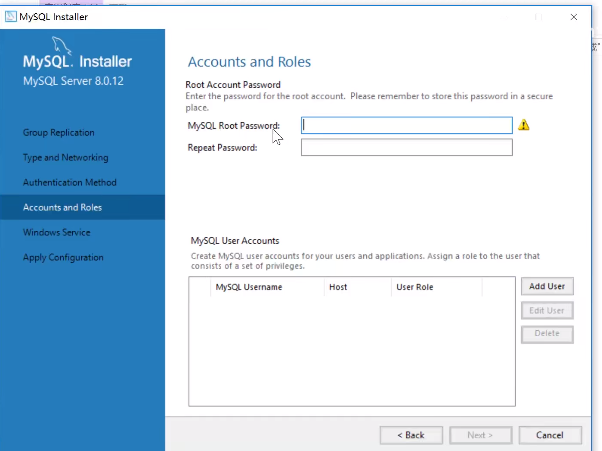 MySQL Installer
MySQL. Installer
MySQL Server 8.0.12
Group Replication
Type and Networking
Authentication Method
Accounts and Roles
Windows Service
Apply Configuration
Accounts and Roles
Root Account Password
Enter the password for the root account. Please remember to store this password in a secure
place.
MySQL Root Password:
Repeat Password:
MySQL User Accounts
Create MySQL user accounts for your users and applications. Assign a role to the user that
consists of a set of privileges.
MySQL Username Host User Role
Add User
Edit User
Delete
< Back Next > Cancel